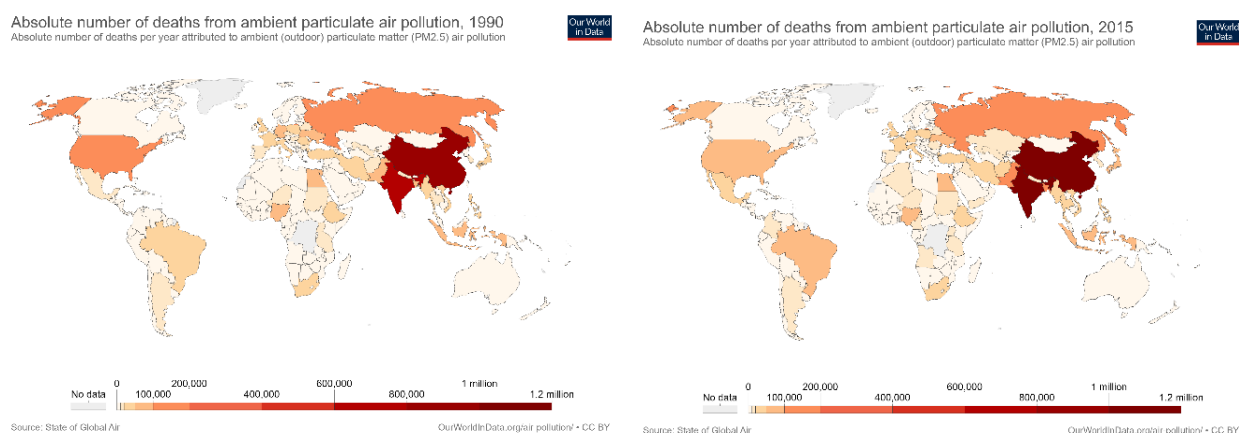 Absolute number of deaths from ambient particulate air pollution, 1990
Absolute number of deaths per year attributed to ambient (outdoor) particulate matter (PM2.5) air pollution
Our World
in Data
No data
0
100,000
200,000
400,000
600,000
800,000
1 million
1.2 million
Source: State of Global Air
OurWorldInData.org/air pollution/ • CC BY
Absolute number of deaths from ambient particulate air pollution, 2015
Absolute number of deaths per year attributed to ambient (outdoor) particulate matter (PM2.5) air pollution
Our World
in Data
No data
0
100,000
200,000
400,000
600,000
800,000
1 million
1.2 million
Source: State of Global Air
OurWorldInData.org/air pollution/ • CC BY